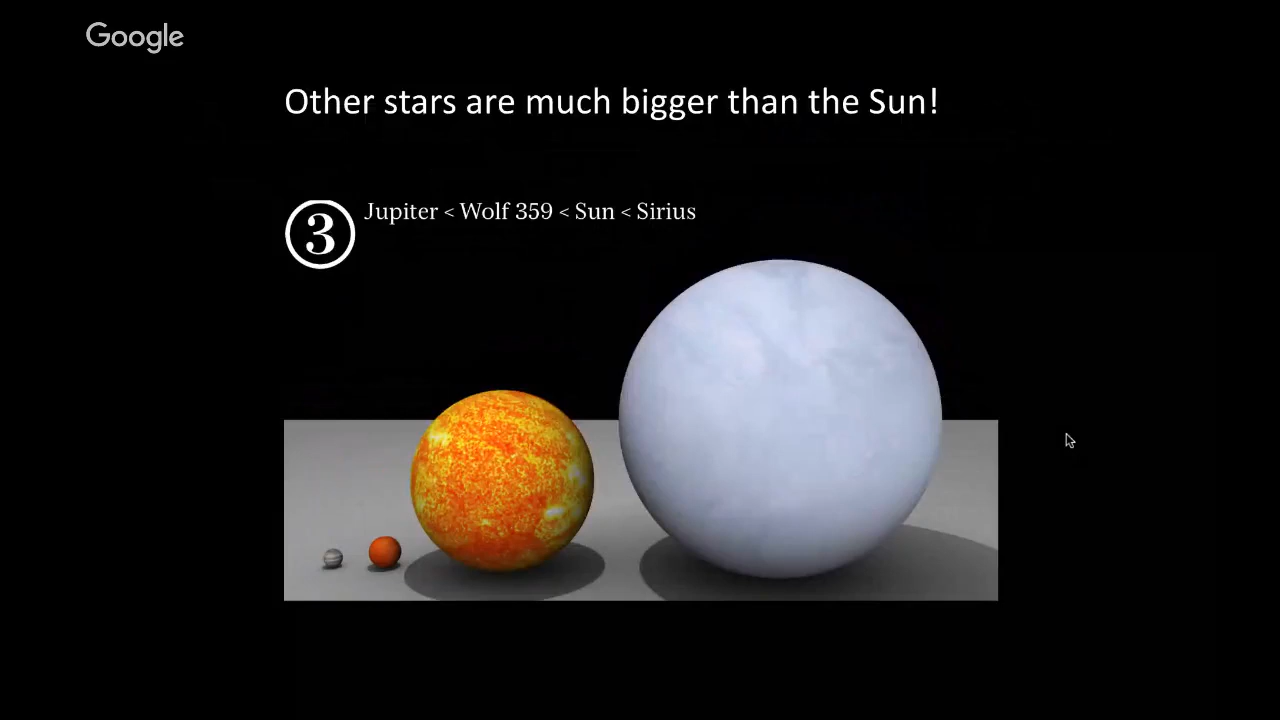 Google
Other stars are much bigger than the Sun!
3
Jupiter < Wolf 359 < Sun < Sirius